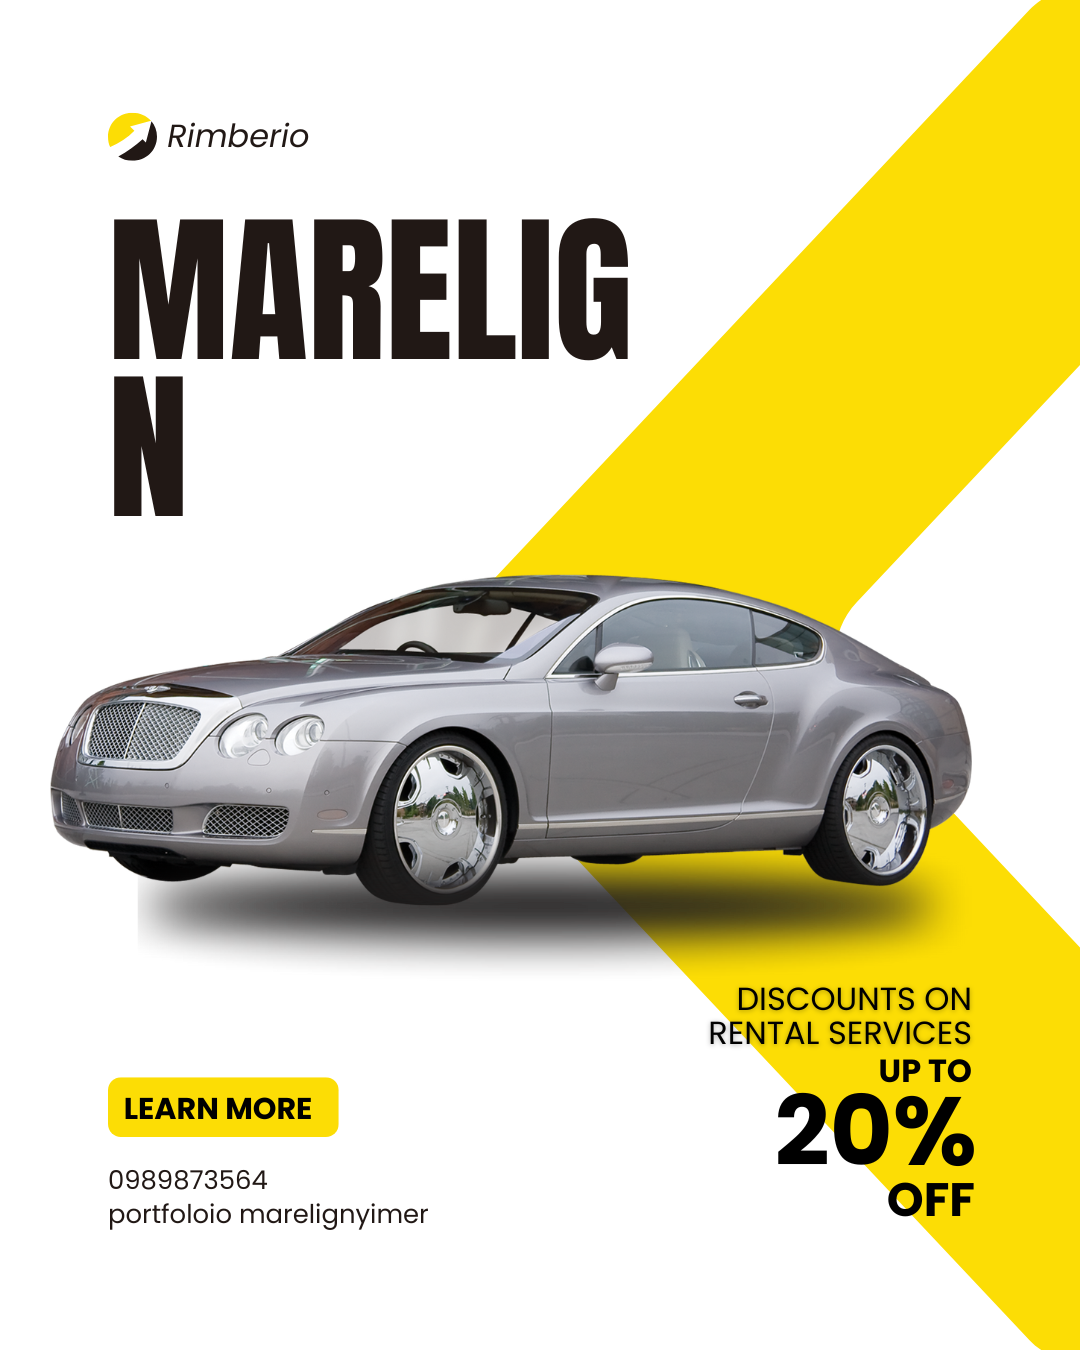 Rimberio
MARELIG
N
DISCOUNTS ON
RENTAL SERVICES
UP TO
20%
OFF
LEARN MORE
0989873564
portfoloio marelignyimer